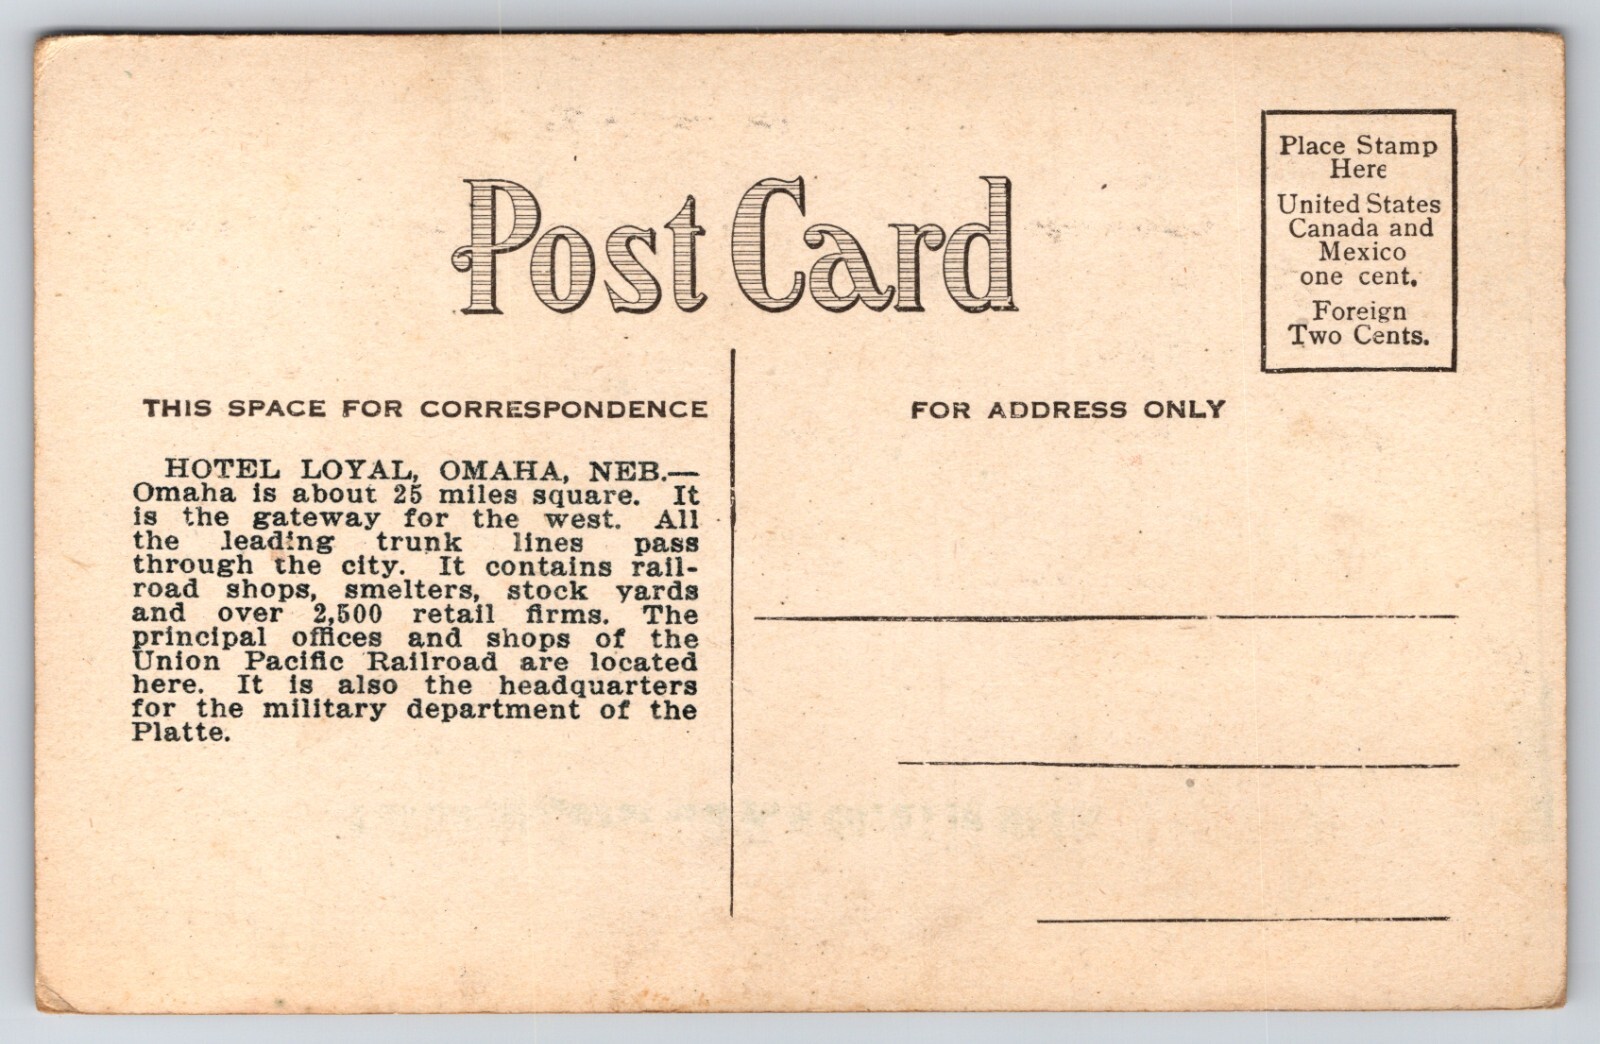 Post Card
Place Stamp
Here
United States
Canada and
Mexico
one cent.
Foreign
Two Cents.
THIS SPACE FOR CORRESPONDENCE
FOR ADDRESS ONLY
HOTEL LOYAL, OMAHA, NEB.—
Omaha is about 25 miles square. It
is the gateway for the west. All
the leading trunk lines pass
through the city. It contains rail-
road shops, smelters, stock yards
and over 2,500 retail firms. The
principal offices and shops of the
Union Pacific Railroad are located
here. It is also the headquarters
for the military department of the
Platte.